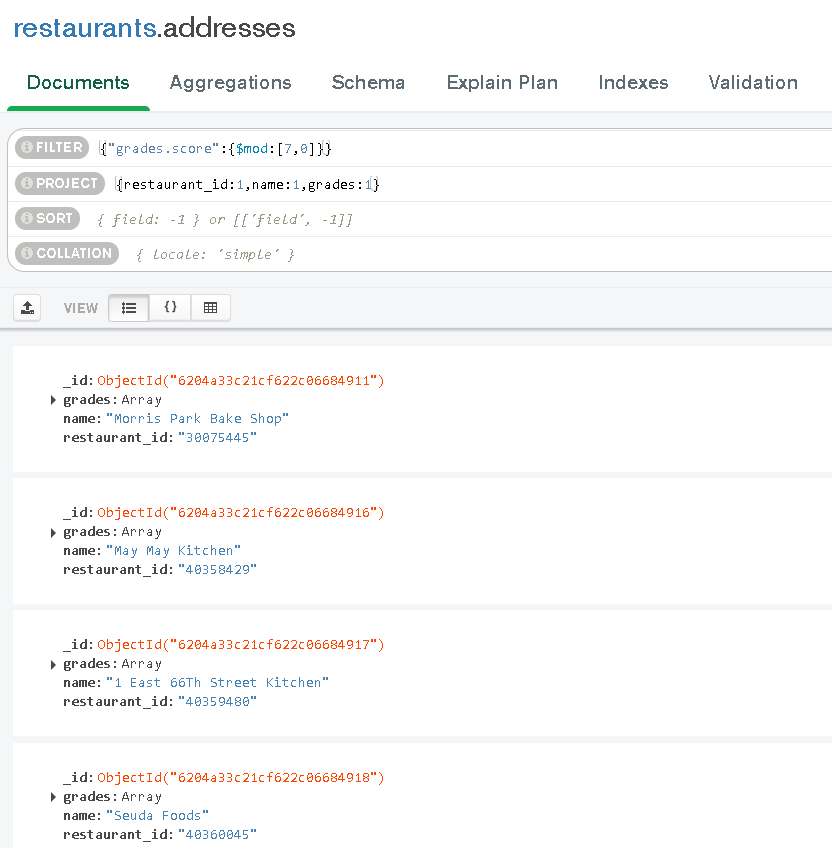 restaurants.addresses
Documents Aggregations Schema Explain Plan Indexes Validation
FILTER {"grades.score":{$mod:[7,0]}}
PROJECT {restaurant_id:1,name:1,grades:1}
SORT { field: -1 } or [['field', -1]]
COLLATION { locale: 'simple' }
VIEW {}
_id: ObjectId("6204a33c21cf622c06684911")
grades: Array
name: "Morris Park Bake Shop"
restaurant_id: "30075445"
_id: ObjectId("6204a33c21cf622c06684916")
grades: Array
name: "May May Kitchen"
restaurant_id: "40358429"
_id: ObjectId("6204a33c21cf622c06684917")
grades: Array
name: "1 East 66Th Street Kitchen"
restaurant_id: "40359480"
_id: ObjectId("6204a33c21cf622c06684918")
grades: Array
name: "Seuda Foods"
restaurant_id: "40360045"